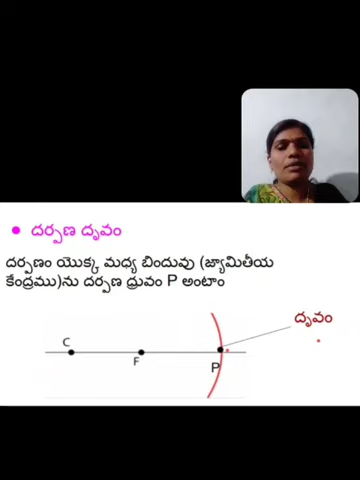 దర్పణ దృవం
దర్పణం యొక్క మధ్య బిందువు (జ్యామితీయ
కేంద్రము)ను దర్పణ ధ్రువం P అంటాం
దృవం
C
F
P